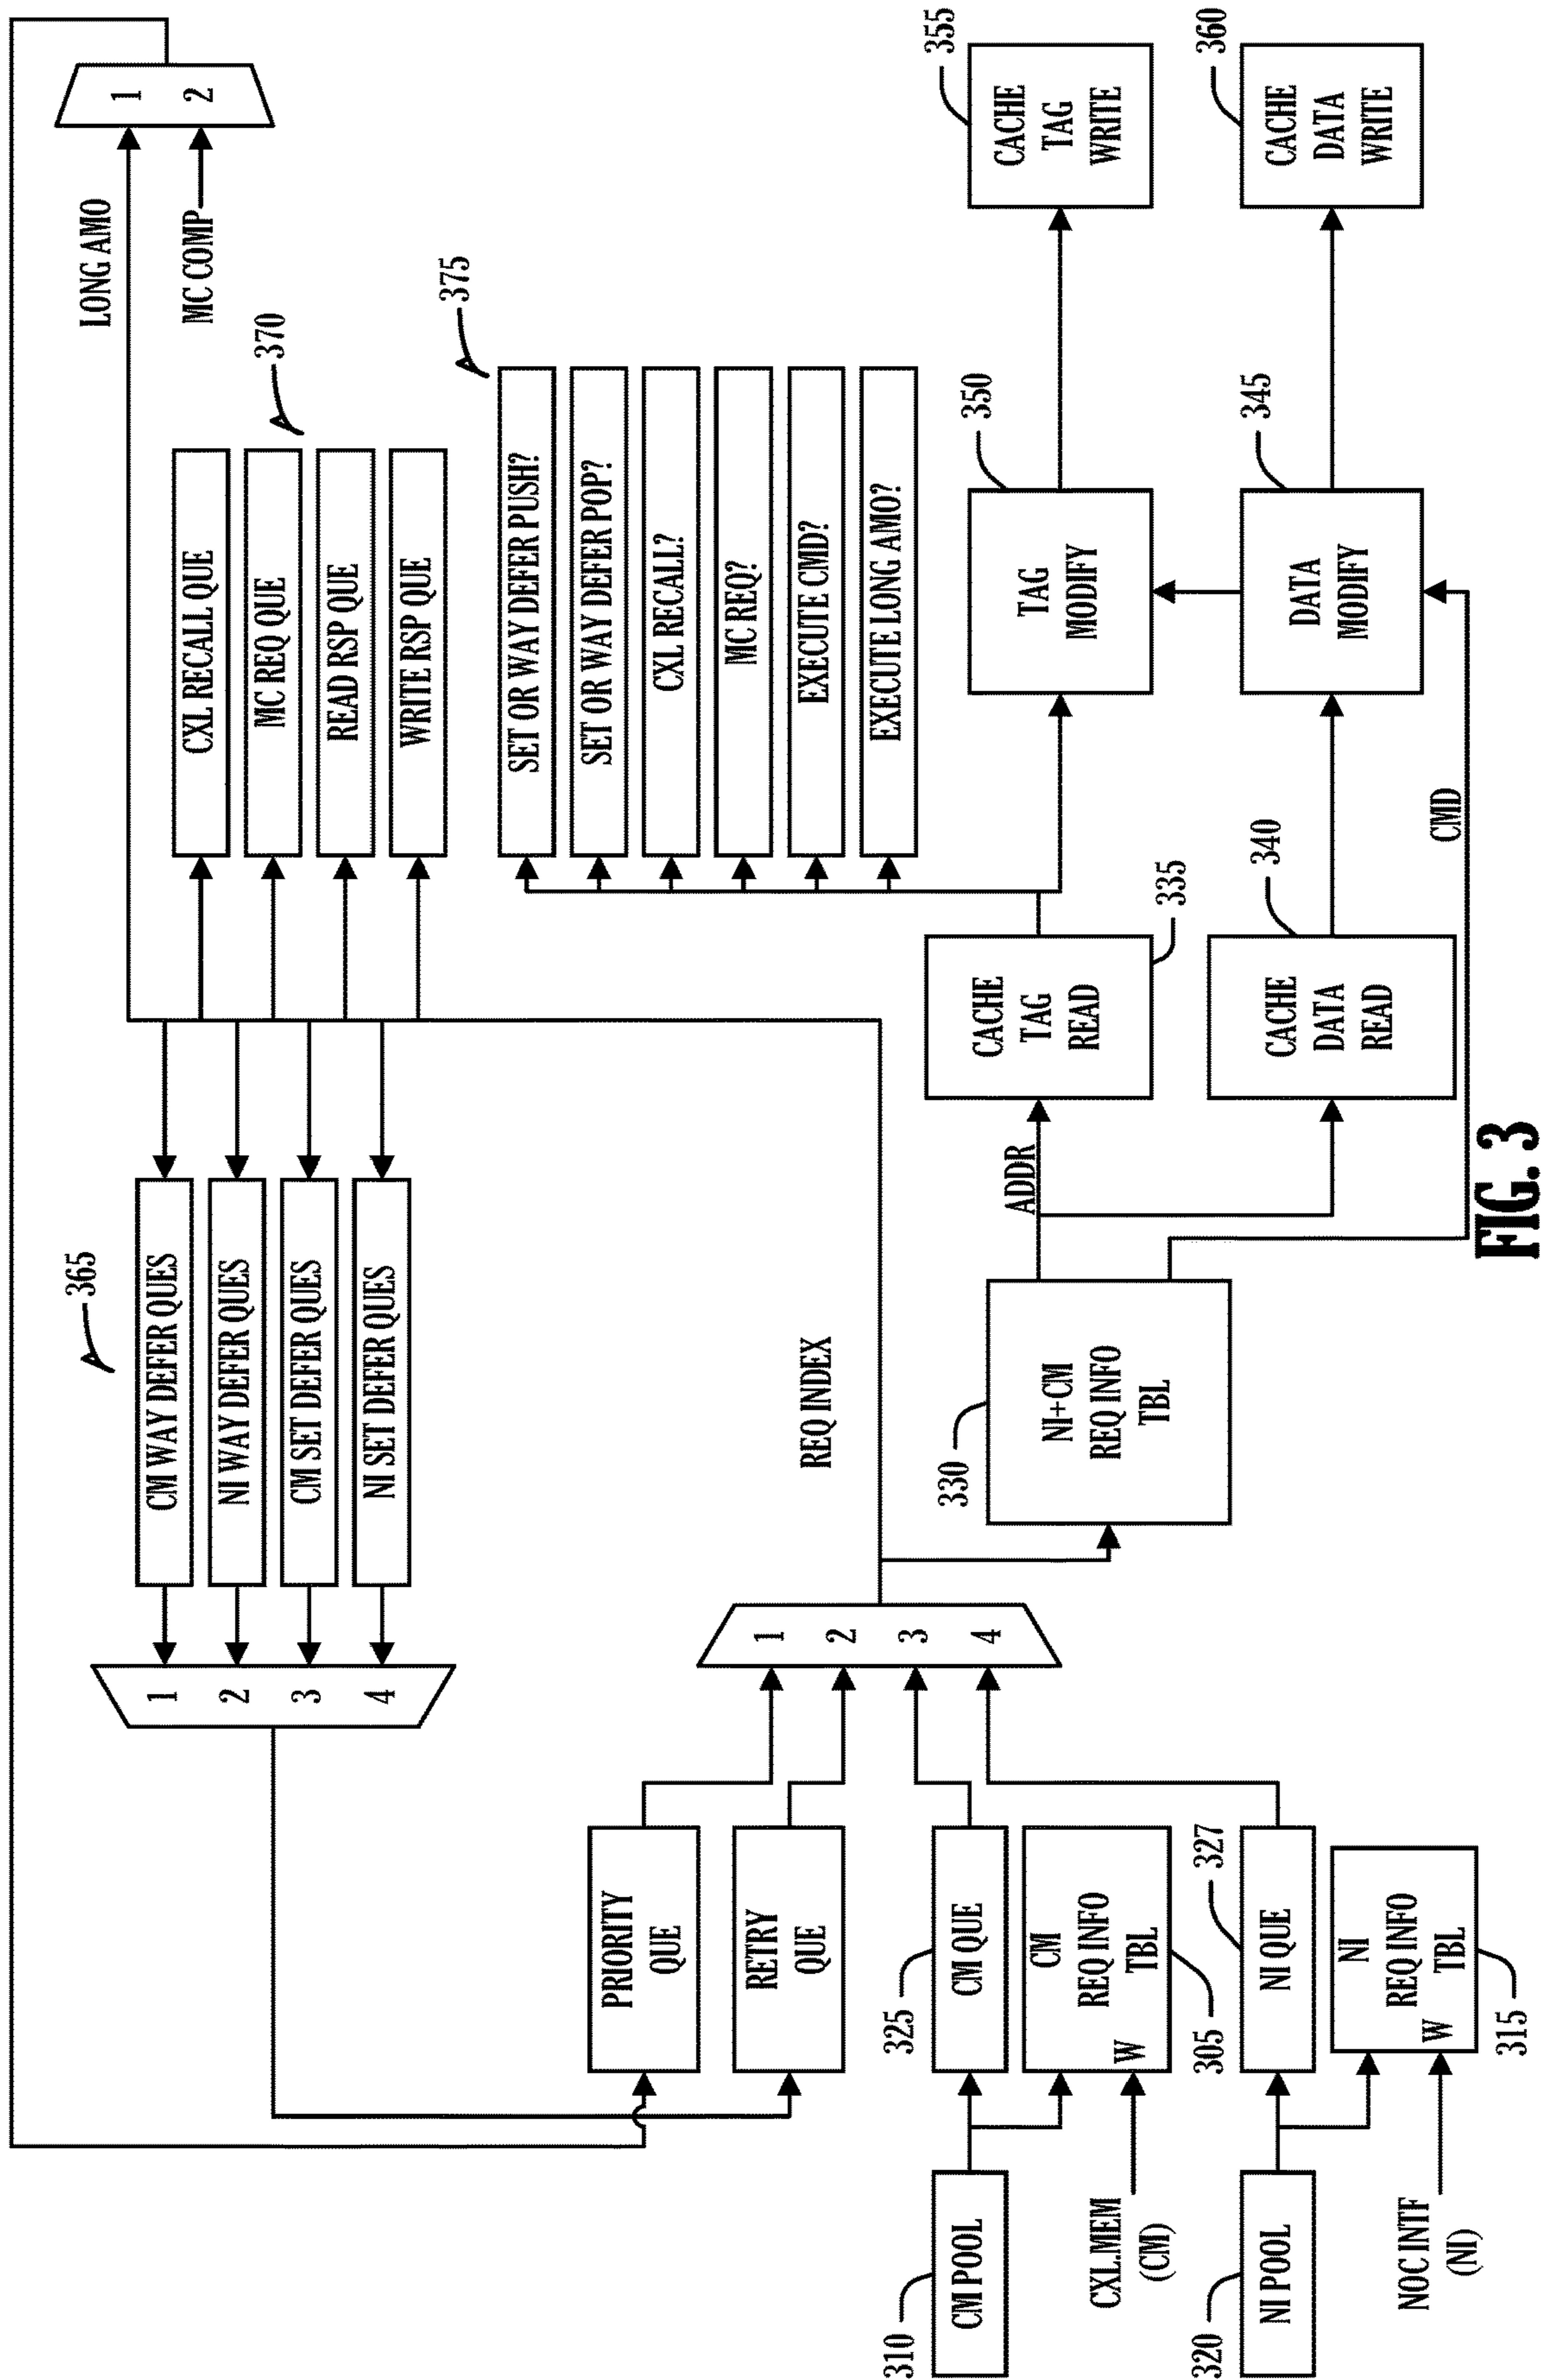 1
2
LONG AMO
MC COMP
365
CM WAY DEFER QUES
NI WAY DEFER QUES
CM SET DEFER QUES
NI SET DEFER QUES
1
2
3
4
370
CXL RECALL QUE
MC REQ QUE
READ RSP QUE
WRITE RSP QUE
375
SET OR WAY DEFER PUSH?
SET OR WAY DEFER POP?
CXL RECALL?
MC REQ?
EXECUTE CMD?
EXECUTE LONG AMO?
REQ INDEX
PRIORITY
QUE
RETRY
QUE
1
2
3
4
310
CM POOL
325
CM QUE
CM
REQ INFO
TBL
W
305
CXL.MEM
(CM)
320
NI POOL
327
NI QUE
NI
REQ INFO
TBL
W
315
NOC INTF
(NI)
330
NI+CM
REQ INFO
TBL
ADDR
CACHE
TAG
READ
335
340
CACHE
DATA
READ
CMD
350
TAG
MODIFY
345
DATA
MODIFY
355
CACHE
TAG
WRITE
360
CACHE
DATA
WRITE
FIG. 3